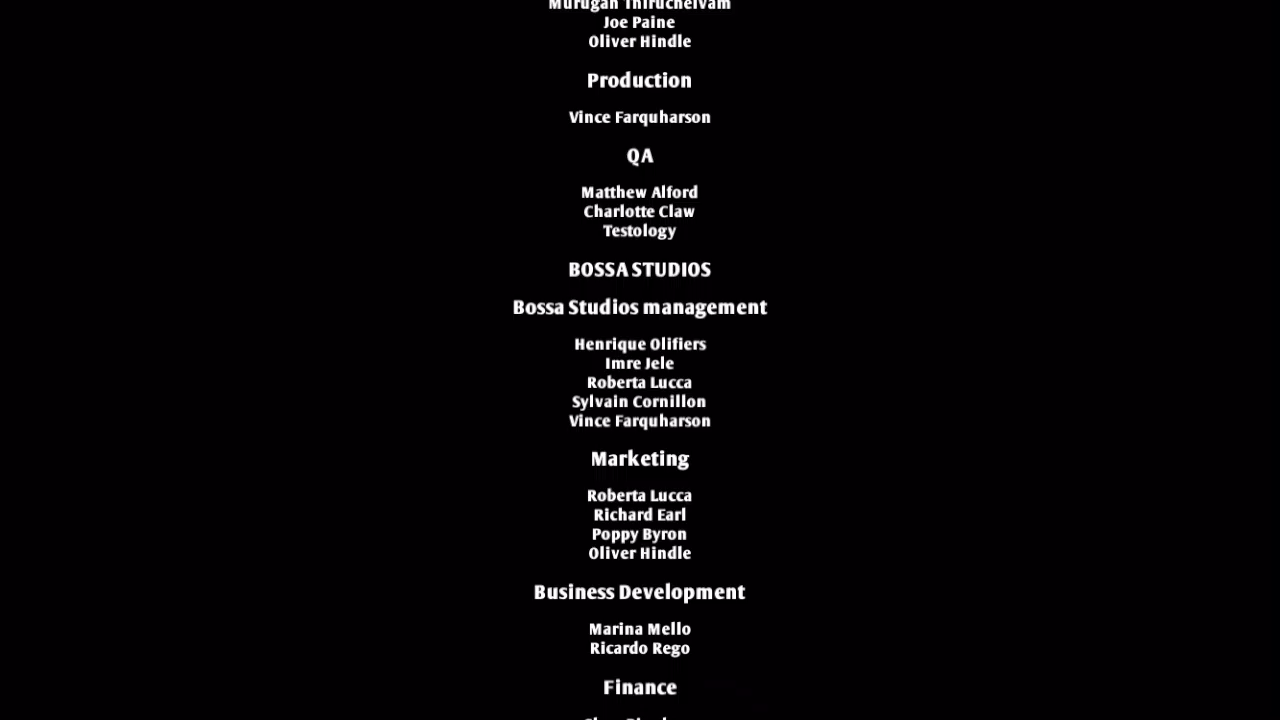 Murugan Thiruchelvam
Joe Paine
Oliver Hindle
Production
Vince Farquharson
QA
Matthew Alford
Charlotte Claw
Testology
BOSSA STUDIOS
Bossa Studios management
Henrique Olifiers
Imre Jele
Roberta Lucca
Sylvain Cornillon
Vince Farquharson
Marketing
Roberta Lucca
Richard Earl
Poppy Byron
Oliver Hindle
Business Development
Marina Mello
Ricardo Rego
Finance